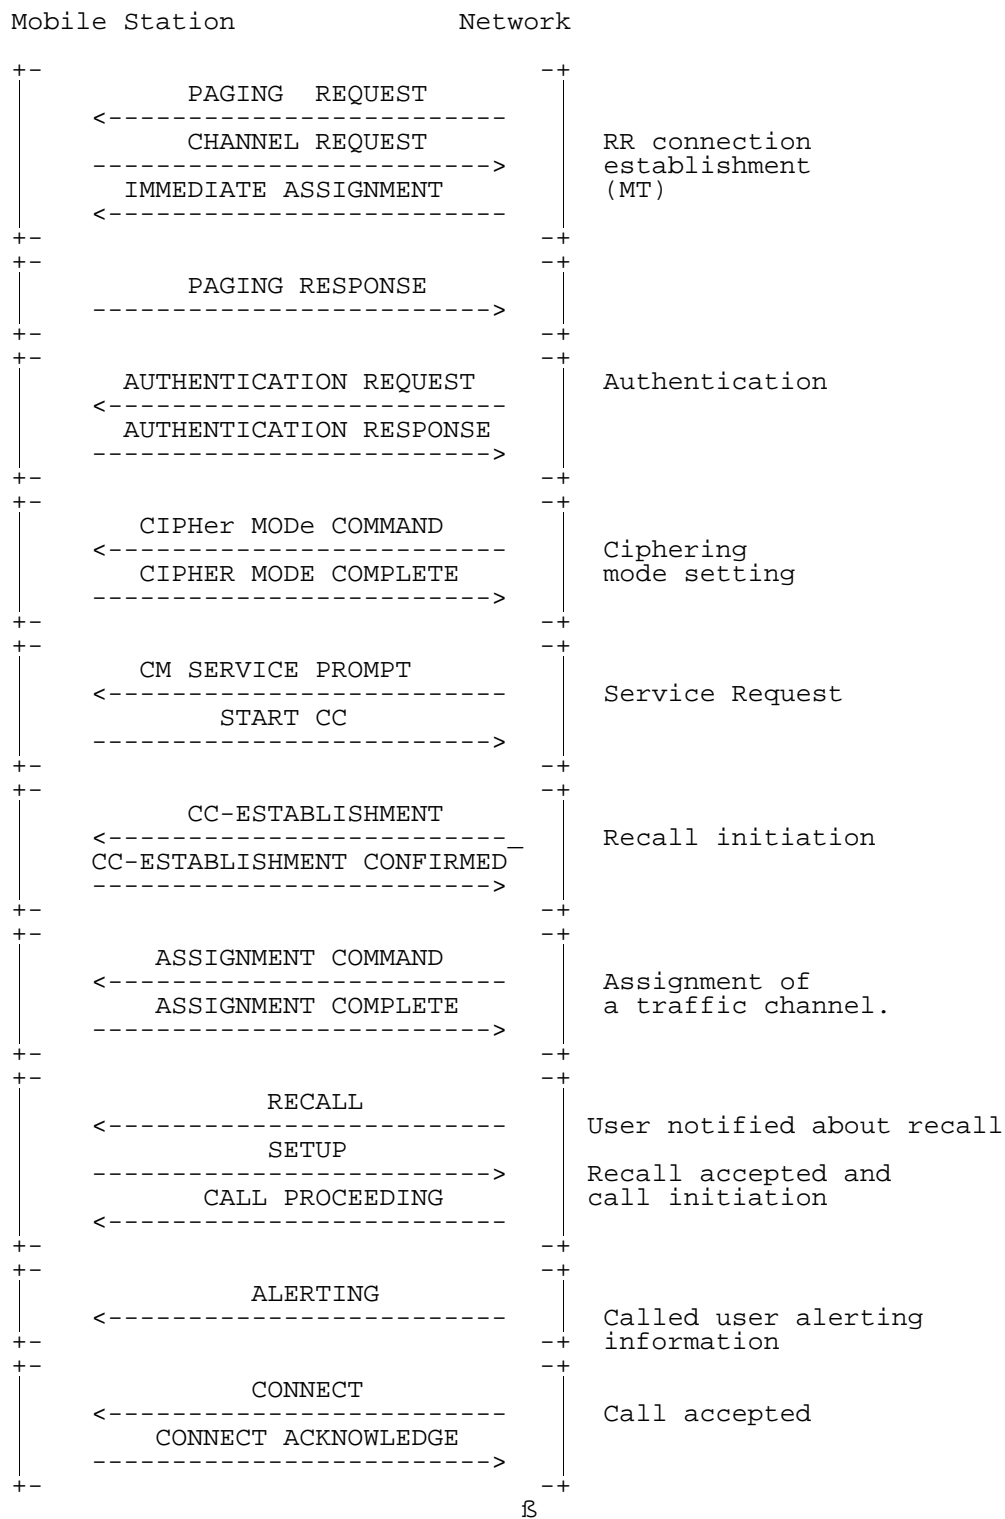 Mobile Station Network
+- -+
PAGING REQUEST
<-------------------------
CHANNEL REQUEST RR connection
-------------------------> establishment
IMMEDIATE ASSIGNMENT (MT)
<-------------------------
+- -+
+- -+
PAGING RESPONSE
------------------------->
+- -+
+- -+
AUTHENTICATION REQUEST Authentication
<-------------------------
AUTHENTICATION RESPONSE
------------------------->
+- -+
+- -+
CIPHer MODe COMMAND
<------------------------- Ciphering
CIPHER MODE COMPLETE mode setting
------------------------->
+- -+
+- -+
CM SERVICE PROMPT
<------------------------- Service Request
START CC
------------------------->
+- -+
+- -+
CC-ESTABLISHMENT
<-------------------------_ Recall initiation
CC-ESTABLISHMENT CONFIRMED
------------------------->
+- -+
+- -+
ASSIGNMENT COMMAND
<------------------------- Assignment of
ASSIGNMENT COMPLETE a traffic channel.
------------------------->
+- -+
+- -+
RECALL
<------------------------- User notified about recall
SETUP
-------------------------> Recall accepted and
CALL PROCEEDING call initiation
<-------------------------
+- -+
+- -+
ALERTING
<------------------------- Called user alerting
+- -+ information
+- -+
CONNECT
<------------------------- Call accepted
CONNECT ACKNOWLEDGE
------------------------->
+- -+
ß